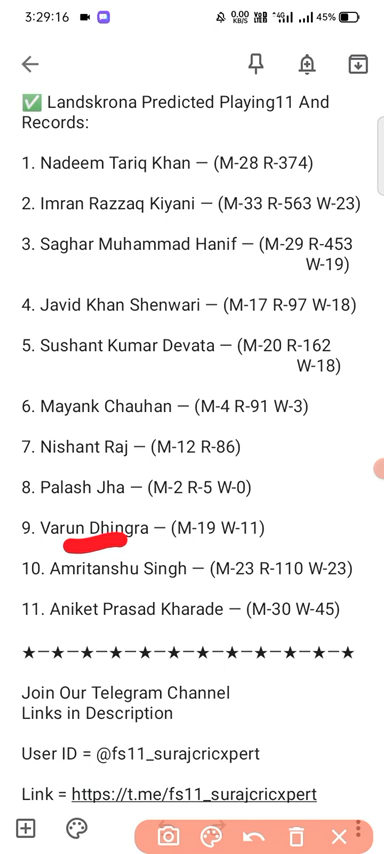 3:29:16 0.00 KB/S 4G 45%
✅ Landskrona Predicted Playing11 And
Records:
1. Nadeem Tariq Khan – (M-28 R-374)
2. Imran Razzaq Kiyani – (M-33 R-563 W-23)
3. Saghar Muhammad Hanif – (M-29 R-453
W-19)
4. Javid Khan Shenwari – (M-17 R-97 W-18)
5. Sushant Kumar Devata – (M-20 R-162
W-18)
6. Mayank Chauhan – (M-4 R-91 W-3)
7. Nishant Raj – (M-12 R-86)
8. Palash Jha – (M-2 R-5 W-0)
9. Varun Dhingra – (M-19 W-11)
10. Amritanshu Singh – (M-23 R-110 W-23)
11. Aniket Prasad Kharade – (M-30 W-45)
★–★–★–★–★–★–★–★–★–★–★–★
Join Our Telegram Channel
Links in Description
User ID = @fs11_surajcricxpert
Link = https://t.me/fs11_surajcricxpert